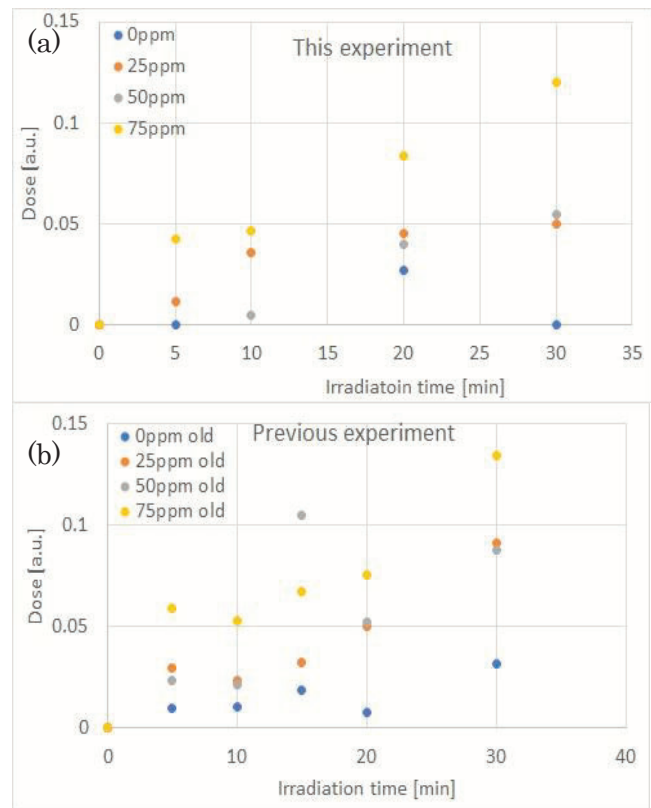 (a)
This experiment
0ppm
25ppm
50ppm
75ppm
Dose [a.u.]
0.15
0.1
0.05
0
0 5 10 15 20 25 30 35
Irradiatoin time [min]
(b)
Previous experiment
0ppm old
25ppm old
50ppm old
75ppm old
Dose [a.u.]
0.15
0.1
0.05
0
0 10 20 30 40
Irradiation time [min]